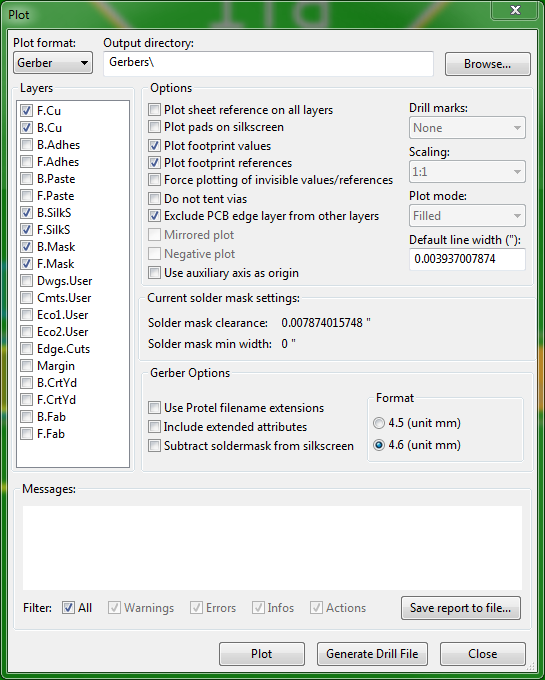 Plot
Plot format:
Output directory:
Gerber
Gerbers\
Browse...
Layers
F.Cu
B.Cu
B.Adhes
F.Adhes
B.Paste
F.Paste
B.SilkS
F.SilkS
B.Mask
F.Mask
Dwgs.User
Cmts.User
Eco1.User
Eco2.User
Edge.Cuts
Margin
B.CrtYd
F.CrtYd
B.Fab
F.Fab
Options
Plot sheet reference on all layers
Plot pads on silkscreen
Plot footprint values
Plot footprint references
Force plotting of invisible values/references
Do not tent vias
Exclude PCB edge layer from other layers
Mirrored plot
Negative plot
Use auxiliary axis as origin
Drill marks:
None
Scaling:
1:1
Plot mode:
Filled
Default line width ("):
0.003937007874
Current solder mask settings:
Solder mask clearance: 0.007874015748 "
Solder mask min width: 0 "
Gerber Options
Use Protel filename extensions
Include extended attributes
Subtract soldermask from silkscreen
Format
4.5 (unit mm)
4.6 (unit mm)
Messages:
Filter: All Warnings Errors Infos Actions
Save report to file...
Plot
Generate Drill File
Close